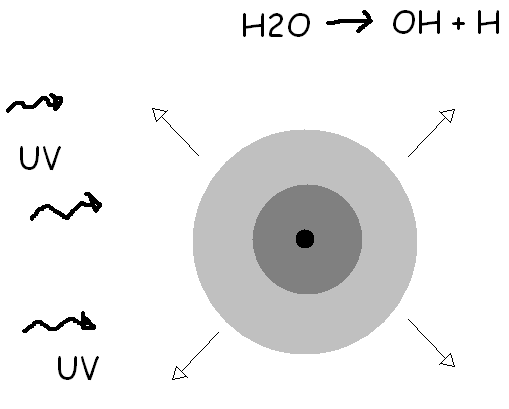 H2O → OH + H
UV
UV